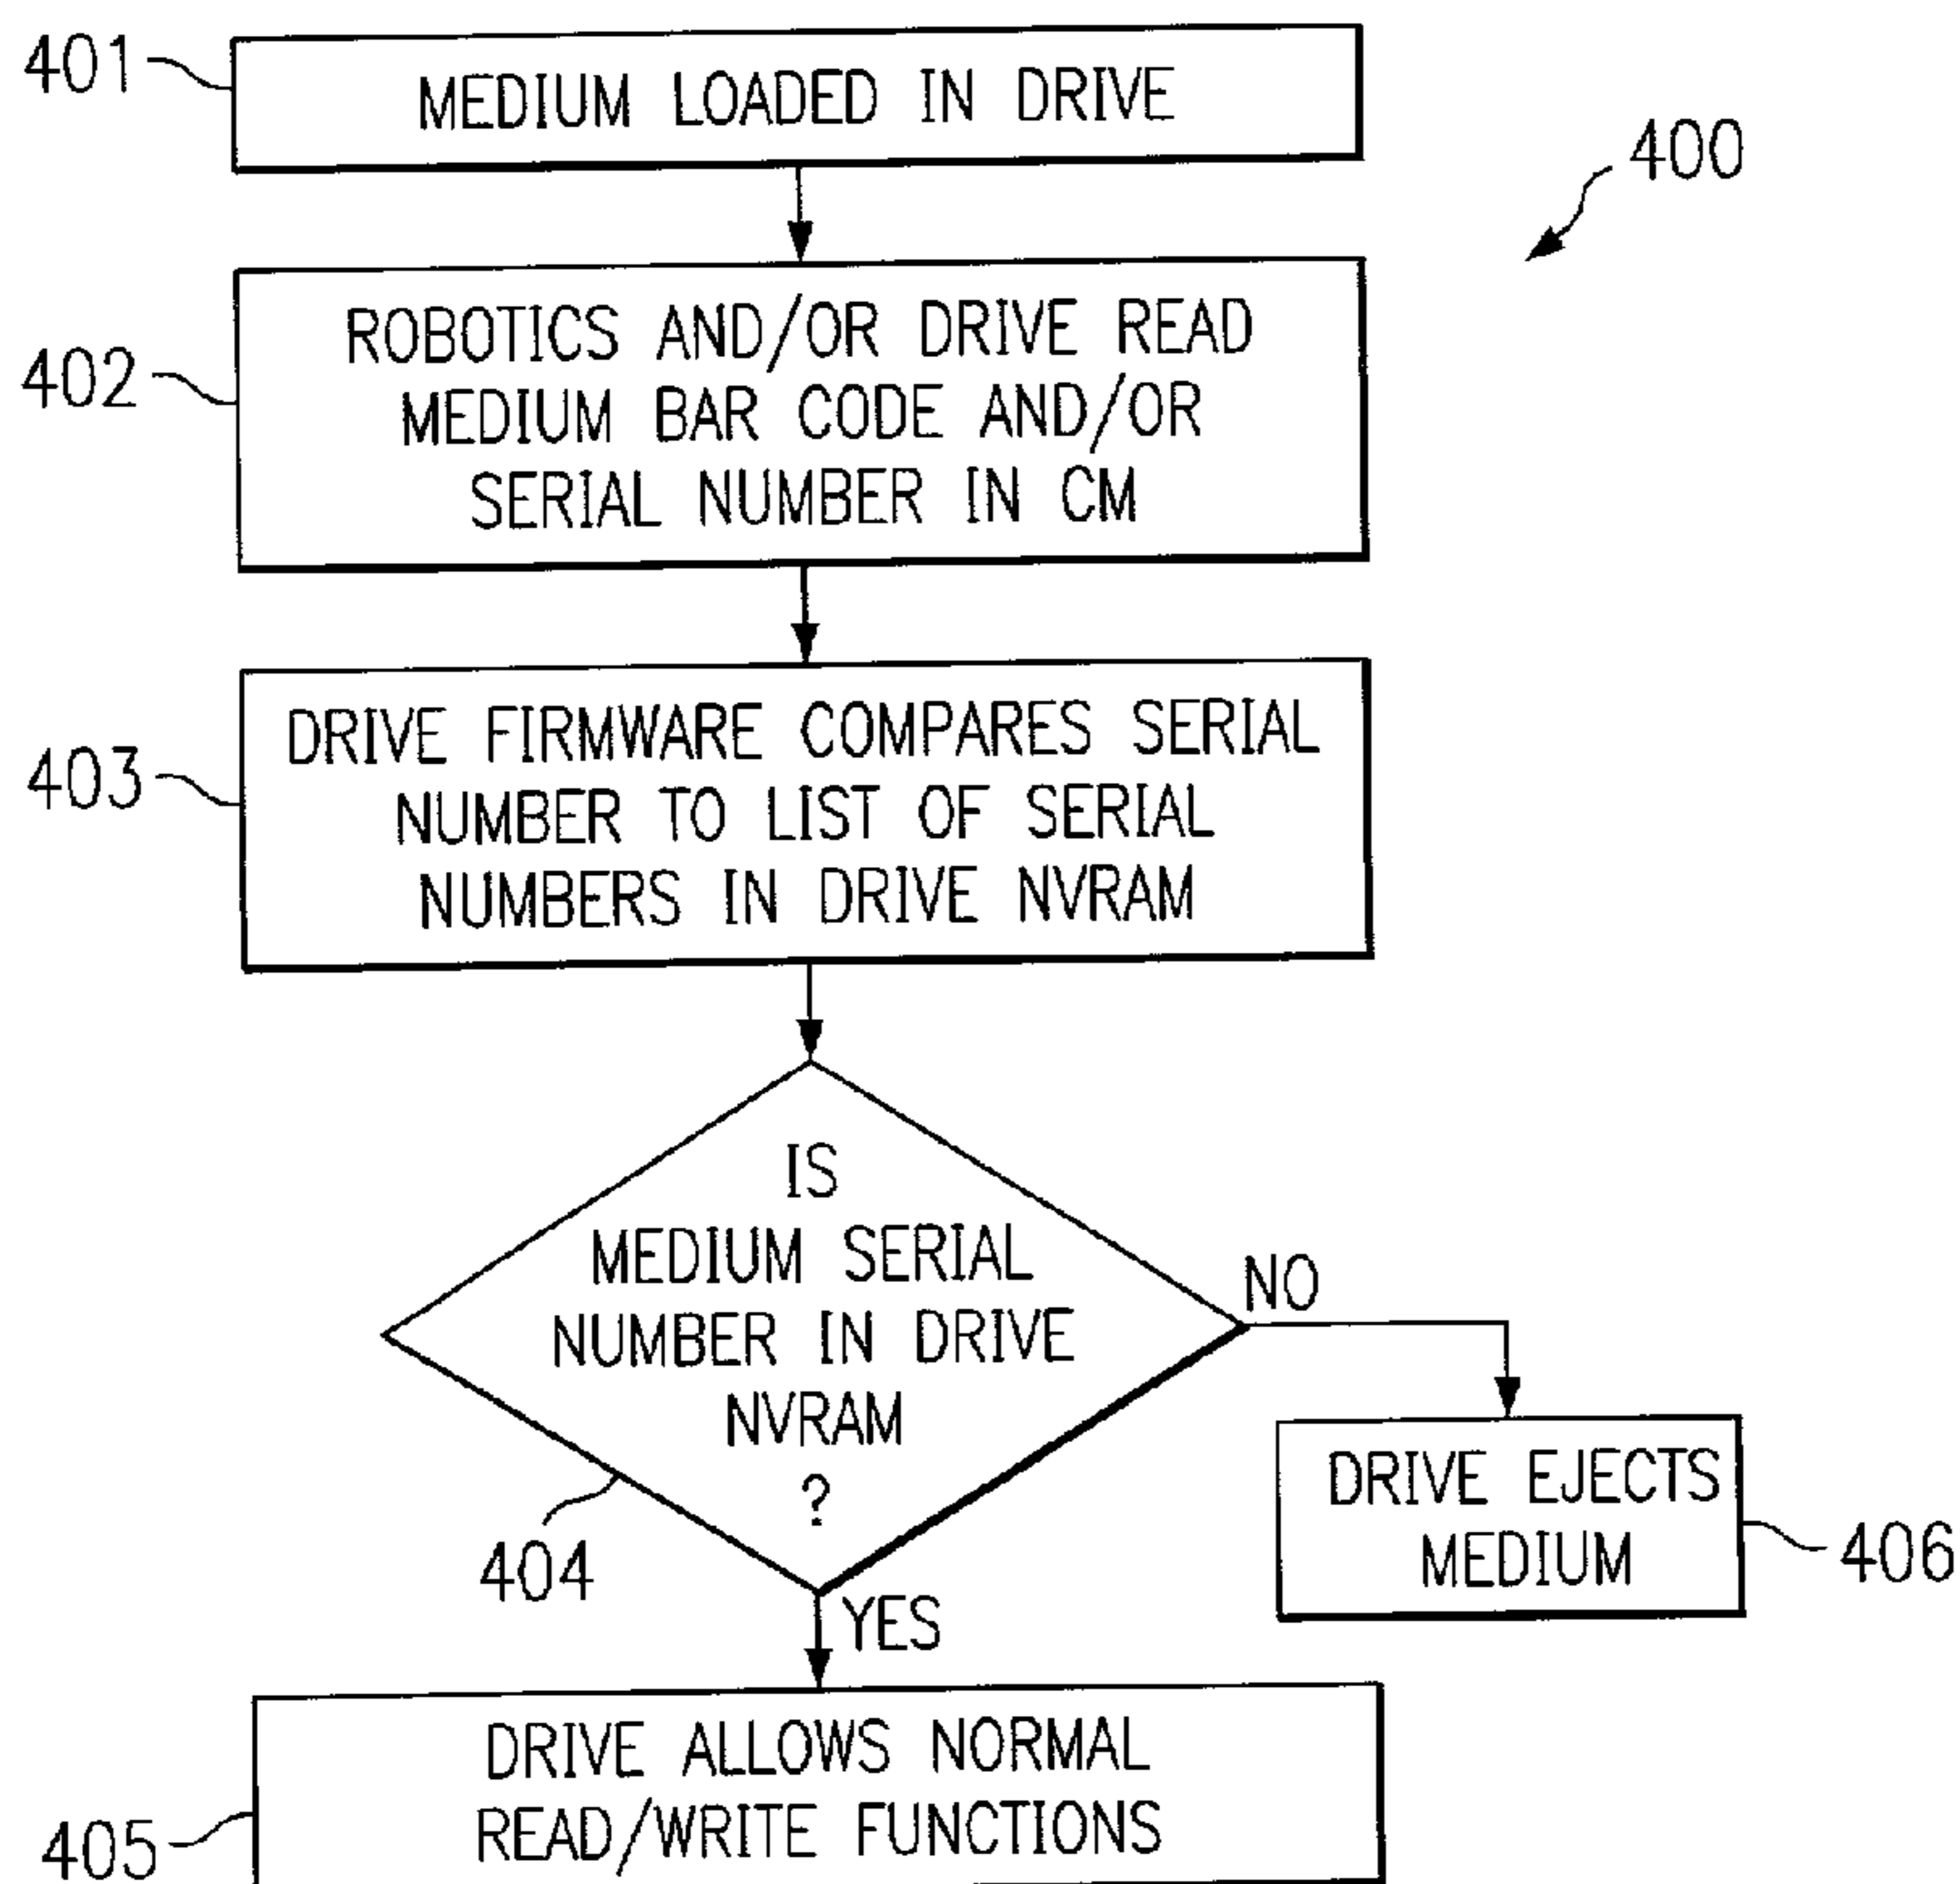 401
MEDIUM LOADED IN DRIVE
400
402
ROBOTICS AND/OR DRIVE READ
MEDIUM BAR CODE AND/OR
SERIAL NUMBER IN CM
403
DRIVE FIRMWARE COMPARES SERIAL
NUMBER TO LIST OF SERIAL
NUMBERS IN DRIVE NVRAM
IS
MEDIUM SERIAL
NUMBER IN DRIVE
NVRAM
?
404
NO
YES
DRIVE EJECTS
MEDIUM
406
405
DRIVE ALLOWS NORMAL
READ/WRITE FUNCTIONS